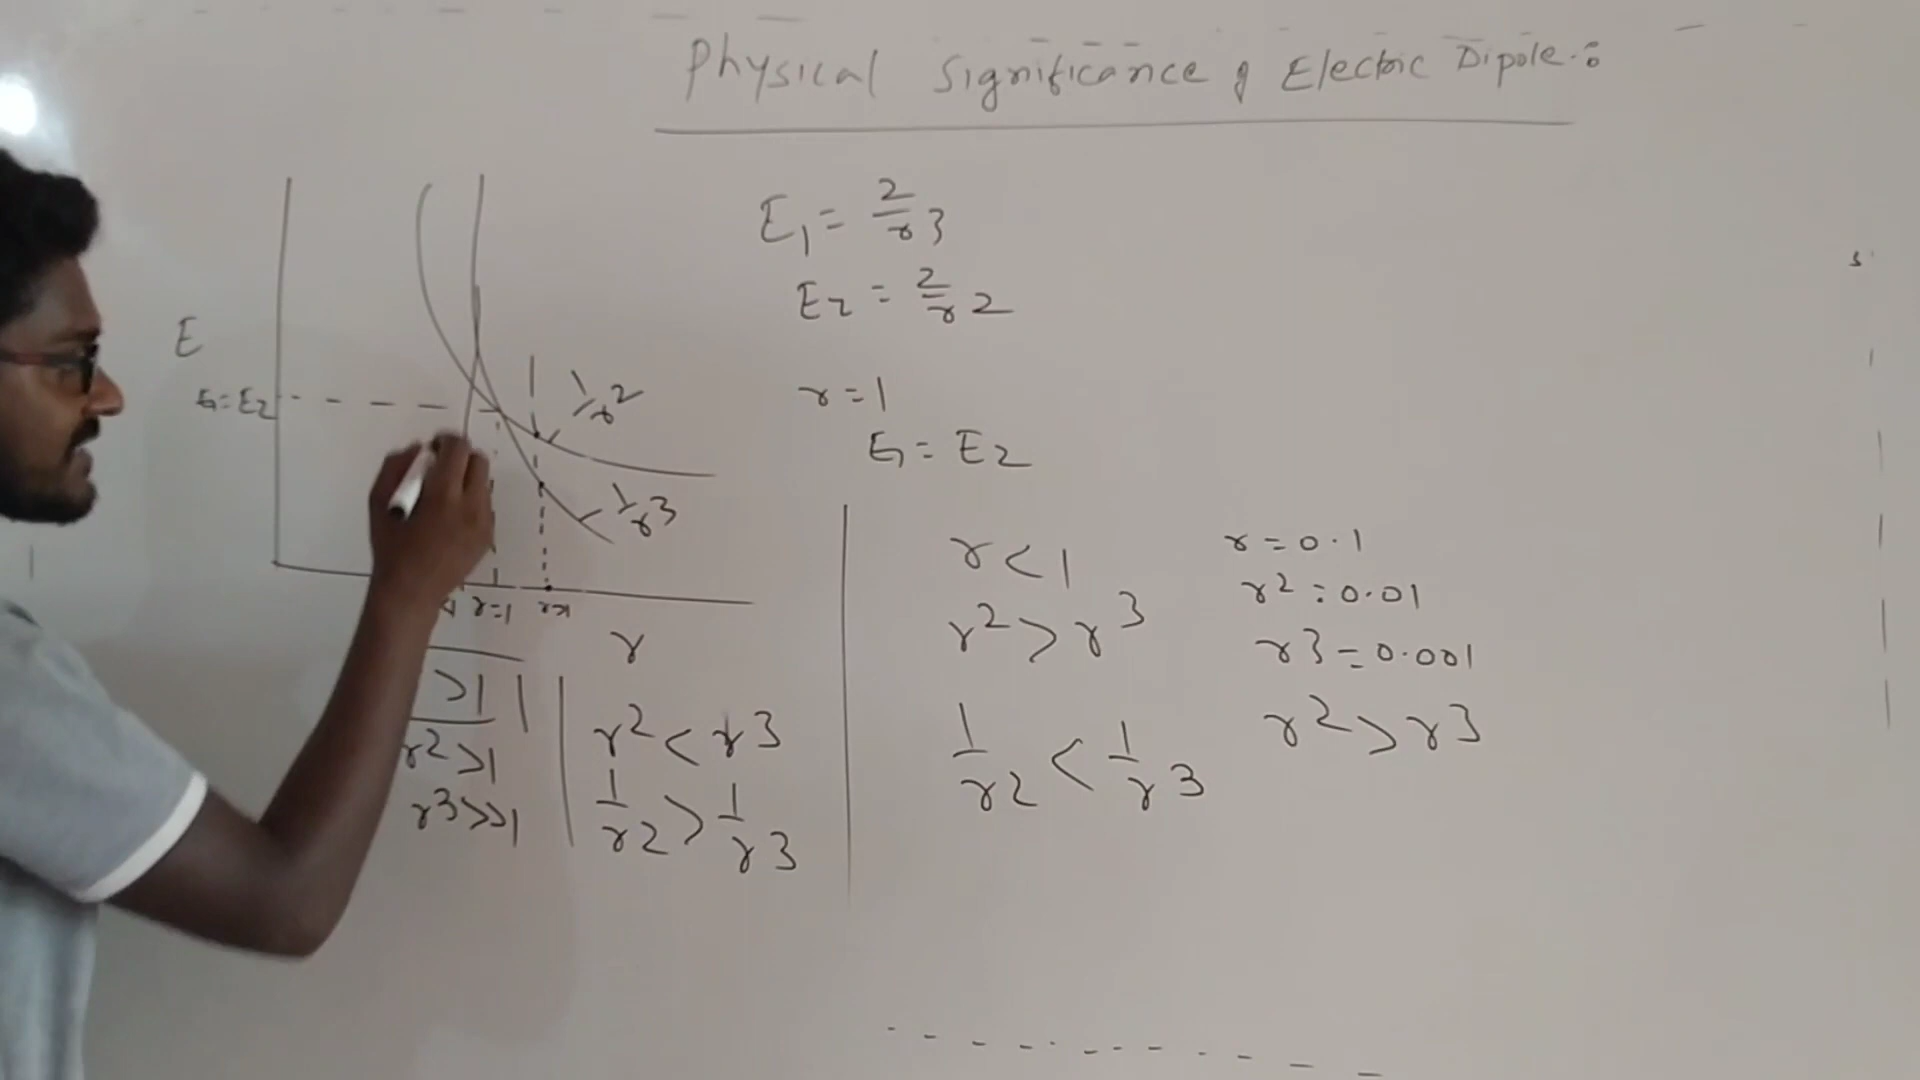 Physical Significance of Electric Dipole :
E1 = 2/r3
E2 = 2/r2
r = 1
E1 = E2
E
E1 = E2
1/r2
1/r3
r=1
r
>1
r2 >1
r3 >>1
r2 < r3
1/r2 > 1/r3
r < 1
r2 > r3
1/r2 < 1/r3
r = 0.1
r2 = 0.01
r3 = 0.001
r2 > r3